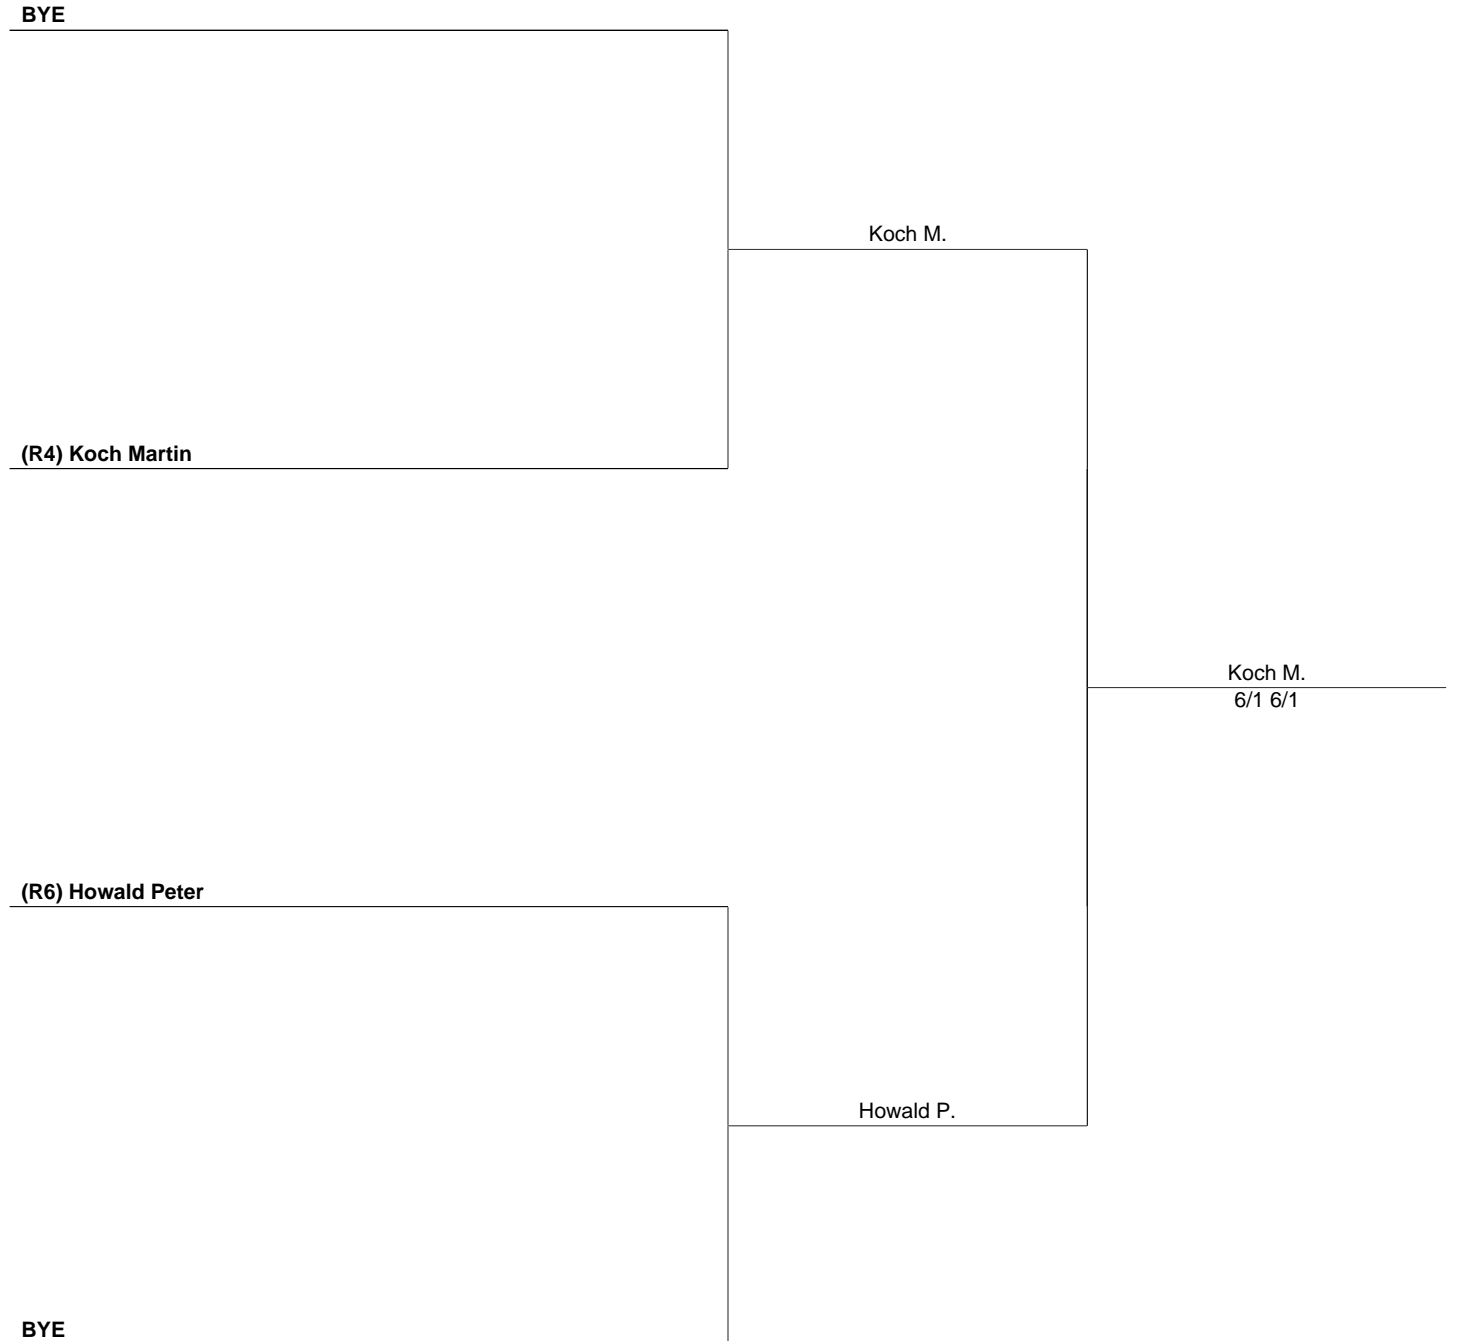 BYE
Koch M.
(R4) Koch Martin
Koch M.
6/1 6/1
(R6) Howald Peter
Howald P.
BYE